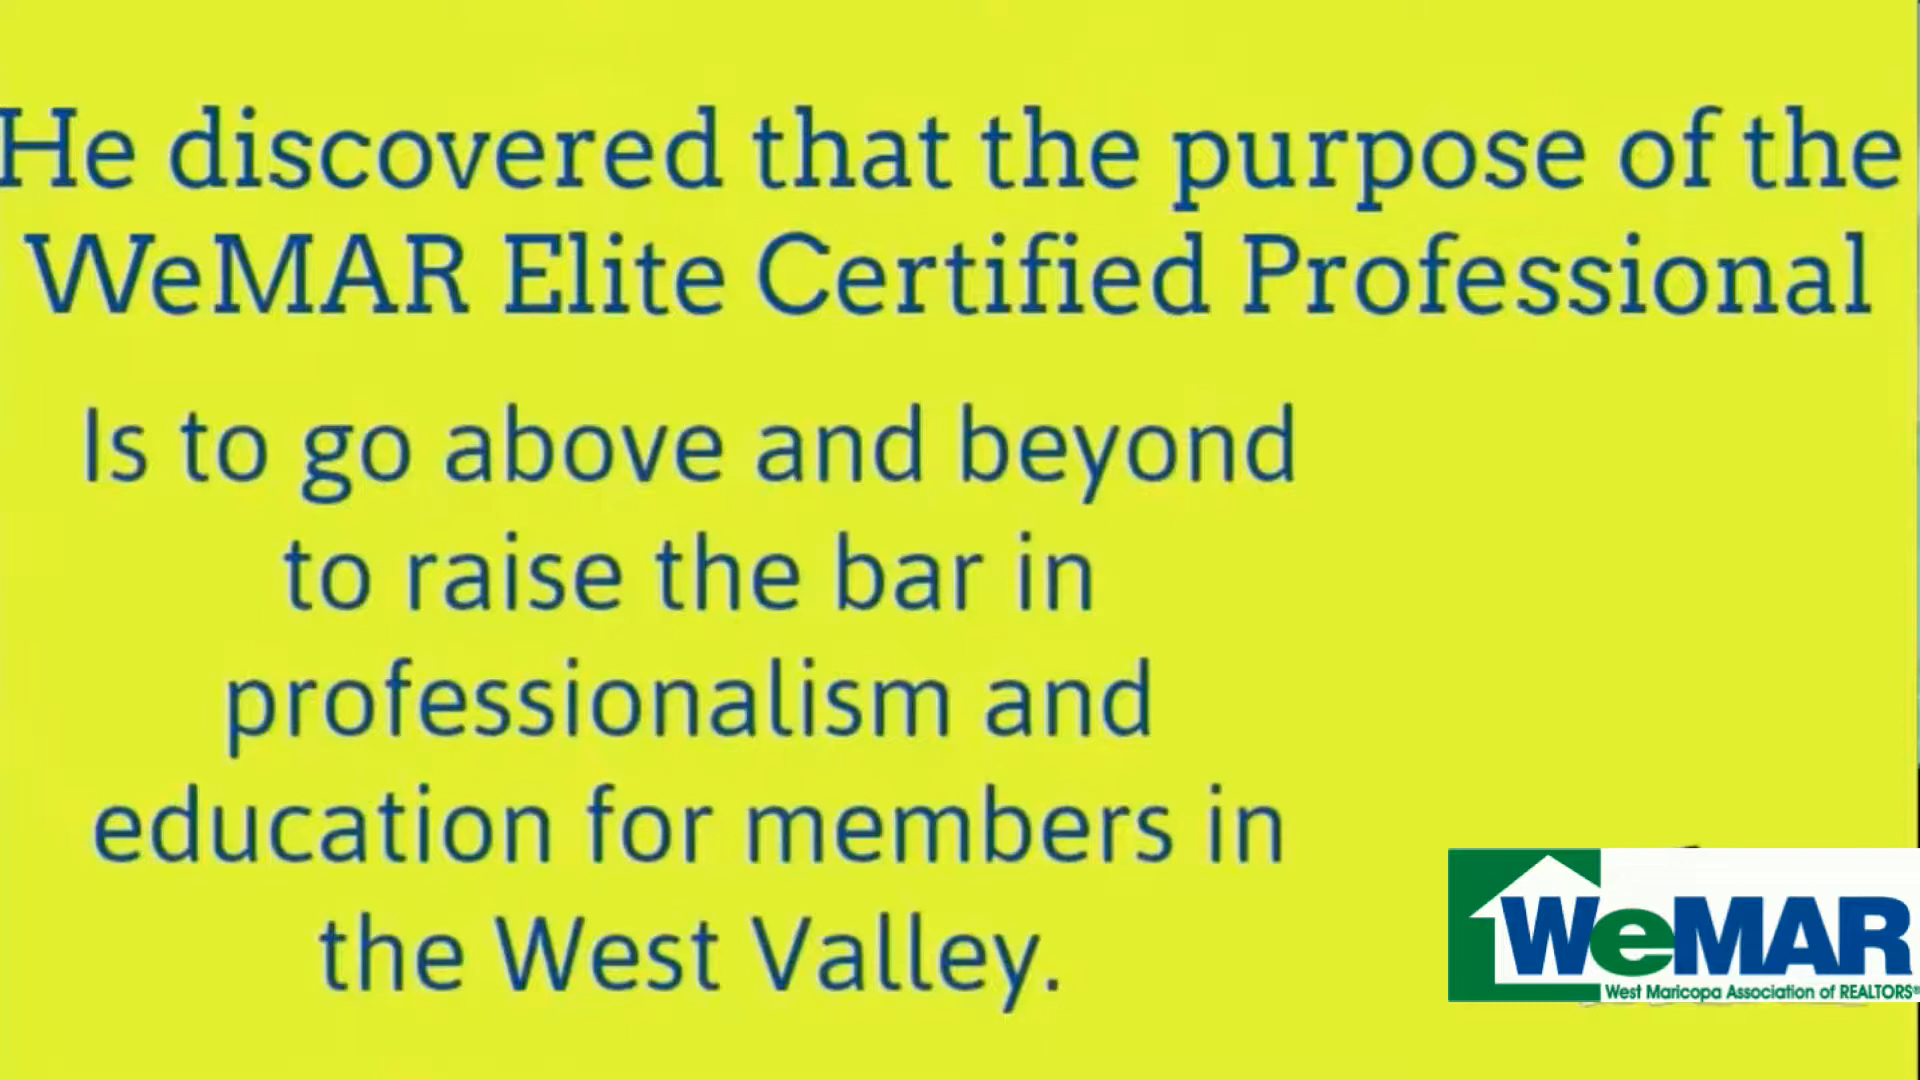 He discovered that the purpose of the
WeMAR Elite Certified Professional
Is to go above and beyond
to raise the bar in
professionalism and
education for members in
the West Valley.
WeMAR
West Maricopa Association of REALTORS®